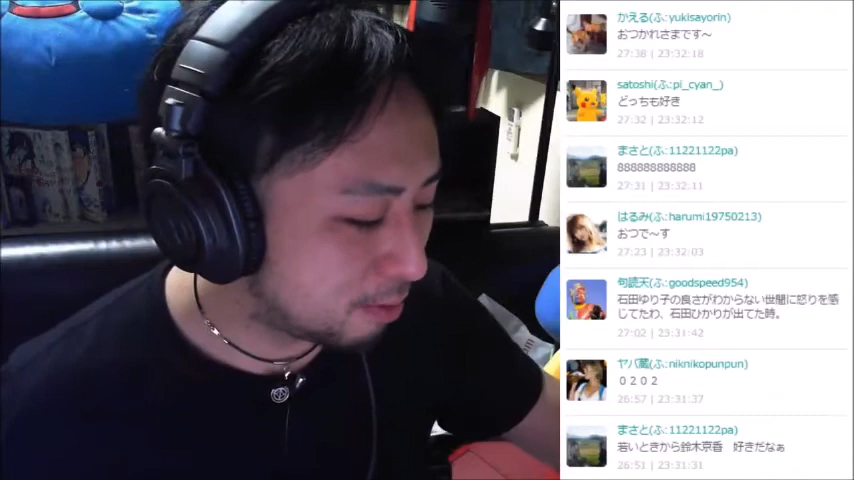 かえる(ふ:yukisayorin)
おつかれさまです～
27:38 | 23:32:18
satoshi(ふ:pi_cyan_)
どっちも好き
27:32 | 23:32:12
まさと(ふ:11221122pa)
888888888888
27:31 | 23:32:11
はるみ(ふ:harumi19750213)
おつで～す
27:23 | 23:32:03
句読天(ふ:goodspeed954)
石田ゆり子の良さがわからない世間に怒りを感
じてたわ、石田ひかりが出てた時。
27:02 | 23:31:42
ヤバ蔵(ふ:niknikopunpun)
０２０２
26:57 | 23:31:37
まさと(ふ:11221122pa)
若いときから鈴木京香　好きだなぁ
26:51 | 23:31:31